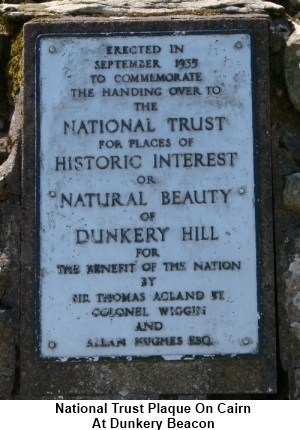 ERECTED IN
SEPTEMBER 1935
TO COMMEMORATE
THE HANDING OVER TO
THE
NATIONAL TRUST
FOR PLACES OF
HISTORIC INTEREST
OR
NATURAL BEAUTY
OF
DUNKERY HILL
FOR
THE BENEFIT OF THE NATION
BY
SIR THOMAS ACLAND BT.
COLONEL WIGGIN
AND
ALLAN HUGHES ESQ.
National Trust Plaque On Cairn
At Dunkery Beacon